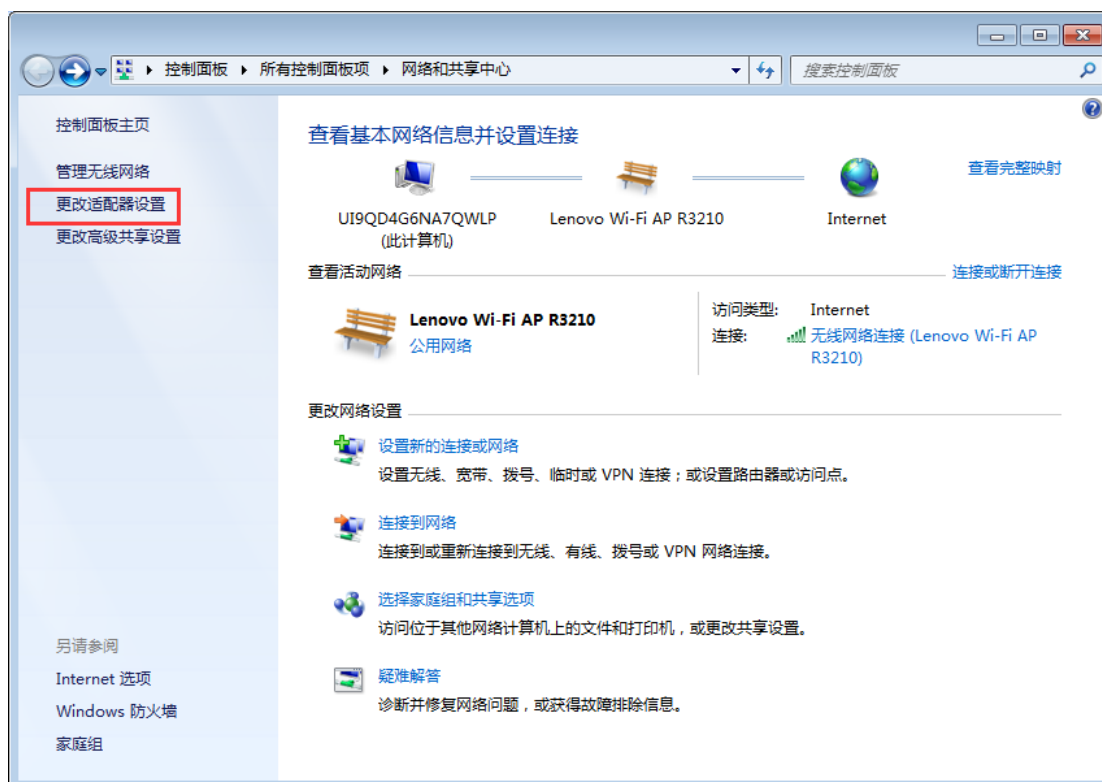 控制面板 ▸ 所有控制面板项 ▸ 网络和共享中心
搜索控制面板
控制面板主页
管理无线网络
更改适配器设置
更改高级共享设置
查看基本网络信息并设置连接
查看完整映射
UI9QD4G6NA7QWLP
(此计算机)
Lenovo Wi-Fi AP R3210
Internet
查看活动网络
连接或断开连接
Lenovo Wi-Fi AP R3210
公用网络
访问类型: Internet
连接: 无线网络连接 (Lenovo Wi-Fi AP
R3210)
更改网络设置
设置新的连接或网络
设置无线、宽带、拨号、临时或 VPN 连接；或设置路由器或访问点。
连接到网络
连接到或重新连接到无线、有线、拨号或 VPN 网络连接。
选择家庭组和共享选项
访问位于其他网络计算机上的文件和打印机，或更改共享设置。
疑难解答
诊断并修复网络问题，或获得故障排除信息。
另请参阅
Internet 选项
Windows 防火墙
家庭组